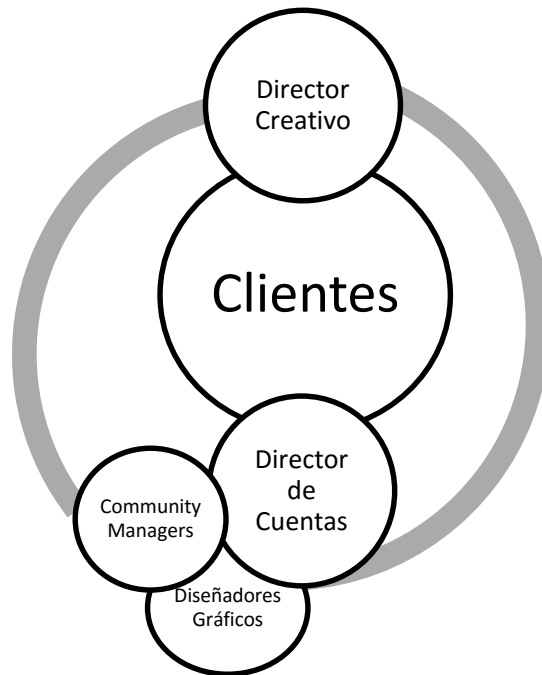 Director
Creativo
Clientes
Director
de
Cuentas
Community
Managers
Diseñadores
Gráficos